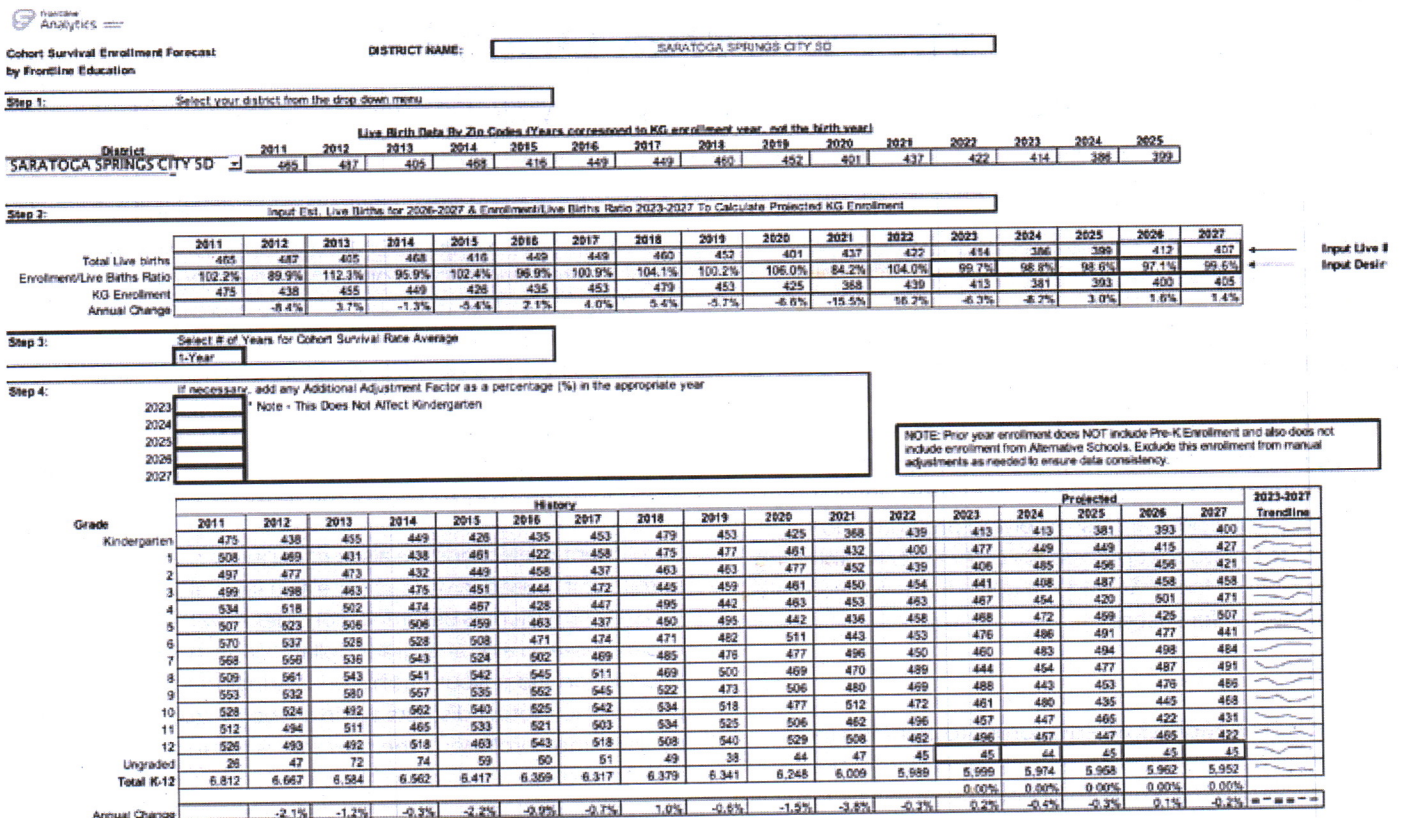 frontline
Analytics
Cohort Survival Enrollment Forecast
by Frontline Education
DISTRICT NAME: SARATOGA SPRINGS CITY SD
Step 1: Select your district from the drop down menu
Live Birth Data By Zip Codes (Years correspond to KG enrollment year, not the birth year)
District 2011 2012 2013 2014 2015 2016 2017 2018 2019 2020 2021 2022 2023 2024 2025
SARATOGA SPRINGS CITY SD 465 487 405 468 416 449 449 460 452 401 437 422 414 386 399
Step 2: Input Est. Live Births for 2026-2027 & Enrollment/Live Births Ratio 2023-2027 To Calculate Projected KG Enrollment
2011 2012 2013 2014 2015 2016 2017 2018 2019 2020 2021 2022 2023 2024 2025 2026 2027
Total Live births 465 487 405 468 416 449 449 460 452 401 437 422 414 386 399 412 407 Input Live
Enrollment/Live Births Ratio 102.2% 89.9% 112.3% 95.9% 102.4% 96.9% 100.9% 104.1% 100.2% 106.0% 84.2% 104.0% 99.7% 98.8% 98.6% 97.1% 99.6% Input Desir
KG Enrollment 475 438 455 449 426 435 453 479 453 425 368 439 413 381 393 400 405
Annual Change -8.4% 3.7% -1.3% -5.4% 2.1% 4.0% 5.4% -5.7% -6.6% -15.5% 16.2% -6.3% -8.2% 3.0% 1.6% 1.4%
Step 3: Select # of Years for Cohort Survival Rate Average
1-Year
Step 4: If necessary, add any Additional Adjustment Factor as a percentage (%) in the appropriate year
2023 * Note - This Does Not Affect Kindergarten
2024
2025
2026
2027
NOTE: Prior year enrollment does NOT include Pre-K Enrollment and also does not
include enrollment from Alternative Schools. Exclude this enrollment from manual
adjustments as needed to ensure data consistency.
History Projected 2023-2027
Grade 2011 2012 2013 2014 2015 2016 2017 2018 2019 2020 2021 2022 2023 2024 2025 2026 2027 Trendline
Kindergarten 475 438 455 449 426 435 453 479 453 425 368 439 413 413 381 393 400
1 508 469 431 438 461 422 458 475 477 461 432 400 477 449 449 415 427
2 497 477 473 432 449 458 437 463 463 477 452 439 406 485 456 456 421
3 499 498 463 475 451 444 472 445 459 461 450 454 441 408 487 458 458
4 534 518 502 474 467 428 447 495 442 463 453 463 467 454 420 501 471
5 507 523 506 506 459 463 437 450 495 442 436 458 468 472 459 425 507
6 570 537 528 528 508 471 474 471 482 511 443 453 476 486 491 477 441
7 568 556 536 543 524 502 469 485 476 477 496 450 460 483 494 498 484
8 509 561 543 541 542 545 511 469 500 469 470 489 444 454 477 487 491
9 553 532 580 557 535 552 545 522 473 506 480 469 488 443 453 476 486
10 528 524 492 562 540 525 542 534 518 477 512 472 461 480 435 445 468
11 512 494 511 465 533 521 503 534 525 506 462 496 457 447 465 422 431
12 526 493 492 518 463 543 518 508 540 529 508 462 496 457 447 465 422
Ungraded 26 47 72 74 59 50 51 49 38 44 47 45 45 44 45 45 45
Total K-12 6,812 6,667 6,584 6,562 6,417 6,359 6,317 6,379 6,341 6,248 6,009 5,989 5,999 5,974 5,958 5,962 5,952
0.00% 0.00% 0.00% 0.00% 0.00%
Annual Change -2.1% -1.2% -0.3% -2.2% -0.9% -0.7% 1.0% -0.6% -1.5% -3.8% -0.3% 0.2% -0.4% -0.3% 0.1% -0.2%